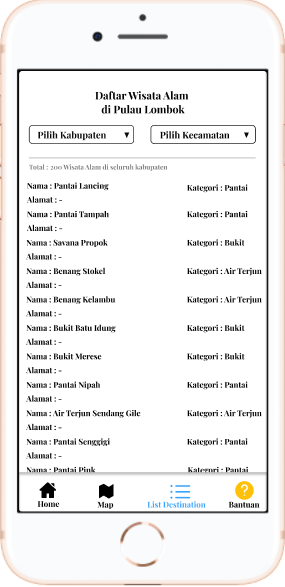 Daftar Wisata Alam
di Pulau Lombok
Pilih Kabupaten ▼ Pilih Kecamatan ▼
Total : 200 Wisata Alam di seluruh kabupaten
Nama : Pantai Lancing Kategori : Pantai
Alamat : -
Nama : Pantai Tampah Kategori : Pantai
Alamat : -
Nama : Savana Propok Kategori : Bukit
Alamat : -
Nama : Benang Stokel Kategori : Air Terjun
Alamat : -
Nama : Benang Kelambu Kategori : Air Terjun
Alamat : -
Nama : Bukit Batu Idung Kategori : Bukit
Alamat : -
Nama : Bukit Merese Kategori : Bukit
Alamat : -
Nama : Pantai Nipah Kategori : Pantai
Alamat : -
Nama : Air Terjun Sendang Gile Kategori : Air Terjun
Alamat : -
Nama : Pantai Senggigi Kategori : Pantai
Alamat : -
Nama : Pantai Pink Kategori : Pantai
Home Map List Destination ? Bantuan